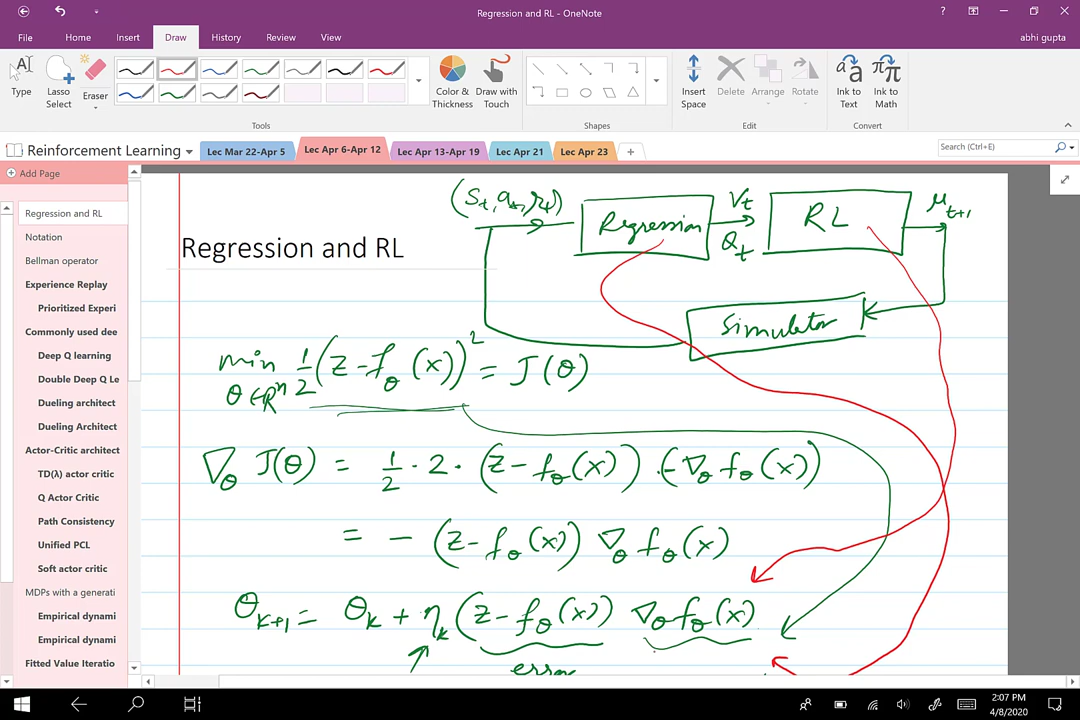 Regression and RL - OneNote
?
File Home Insert Draw History Review View
abhi gupta
Type
Lasso Select
Eraser
Color & Thickness
Draw with Touch
Insert Space
Delete
Arrange
Rotate
Ink to Text
Ink to Math
Tools
Shapes
Edit
Convert
Reinforcement Learning
Lec Mar 22-Apr 5
Lec Apr 6-Apr 12
Lec Apr 13-Apr 19
Lec Apr 21
Lec Apr 23
+
Search (Ctrl+E)
Add Page
Regression and RL
Notation
Bellman operator
Experience Replay
Prioritized Experi
Commonly used dee
Deep Q learning
Double Deep Q Le
Dueling architect
Dueling Architect
Actor-Critic architect
TD(λ) actor critic
Q Actor Critic
Path Consistency
Unified PCL
Soft actor critic
MDPs with a generati
Empirical dynami
Empirical dynami
Fitted Value Iteratio
Regression and RL
(St, at, rt)
Regression
Vt
Qt
RL
μt+1
Simulator
min θ∈ℝⁿ 1/2 (z - fθ(x))² = J(θ)
∇θ J(θ) = 1/2 · 2 · (z - fθ(x)) · (-∇θ fθ(x))
= - (z - fθ(x)) ∇θ fθ(x)
θk+1 = θk + ηk (z - fθ(x)) ∇θ fθ(x)
error
2:07 PM
4/8/2020